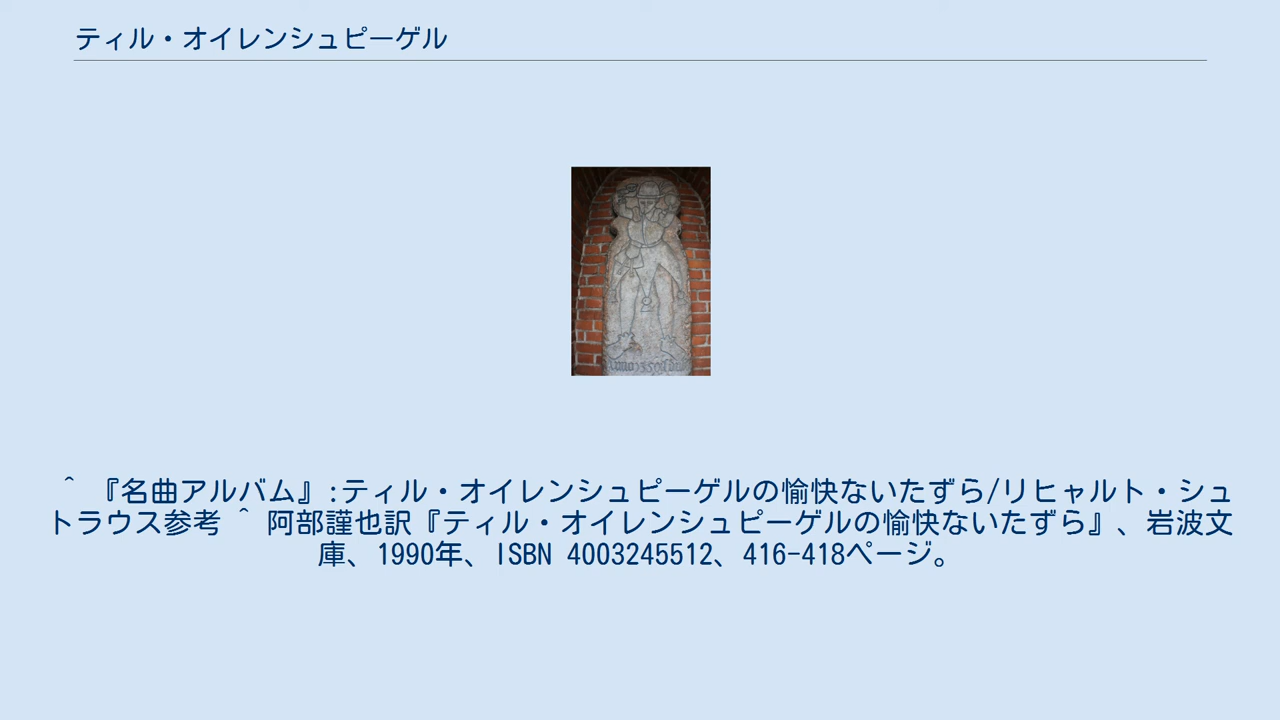 ティル・オイレンシュピーゲル
^ 『名曲アルバム』:ティル・オイレンシュピーゲルの愉快ないたずら/リヒャルト・シュ
トラウス参考 ^ 阿部謹也訳『ティル・オイレンシュピーゲルの愉快ないたずら』、岩波文
庫、1990年、ISBN 4003245512、416-418ページ。